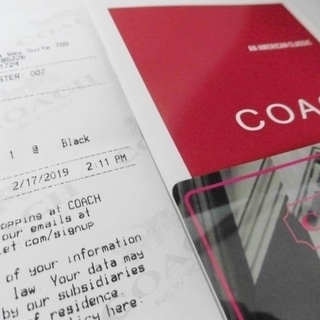 Suite 700
STER 007
1 @ Black
2/17/2019 2:11 PM
opping at COACH
our emails at
et.com/signup
of your information
law. Your data may
by our subsidiaries
of residence.
policy here:
AN AMERICAN CLASSIC
COAC